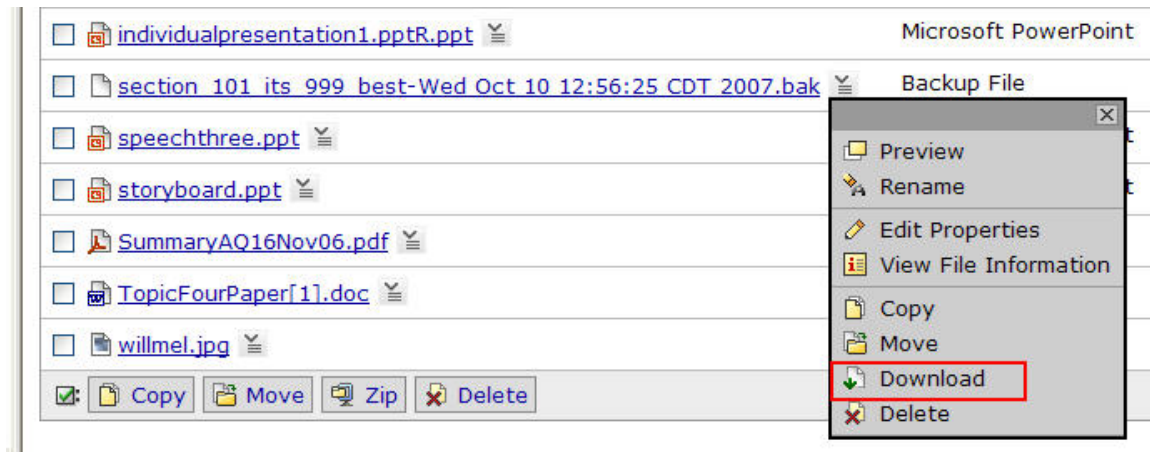 individualpresentation1.pptR.ppt Microsoft PowerPoint
section_101_its_999_best-Wed Oct 10 12:56:25 CDT 2007.bak Backup File
speechthree.ppt t
storyboard.ppt t
SummaryAQ16Nov06.pdf
TopicFourPaper[1].doc
willmel.jpg
: Copy Move Zip Delete
Preview
Rename
Edit Properties
View File Information
Copy
Move
Download
Delete